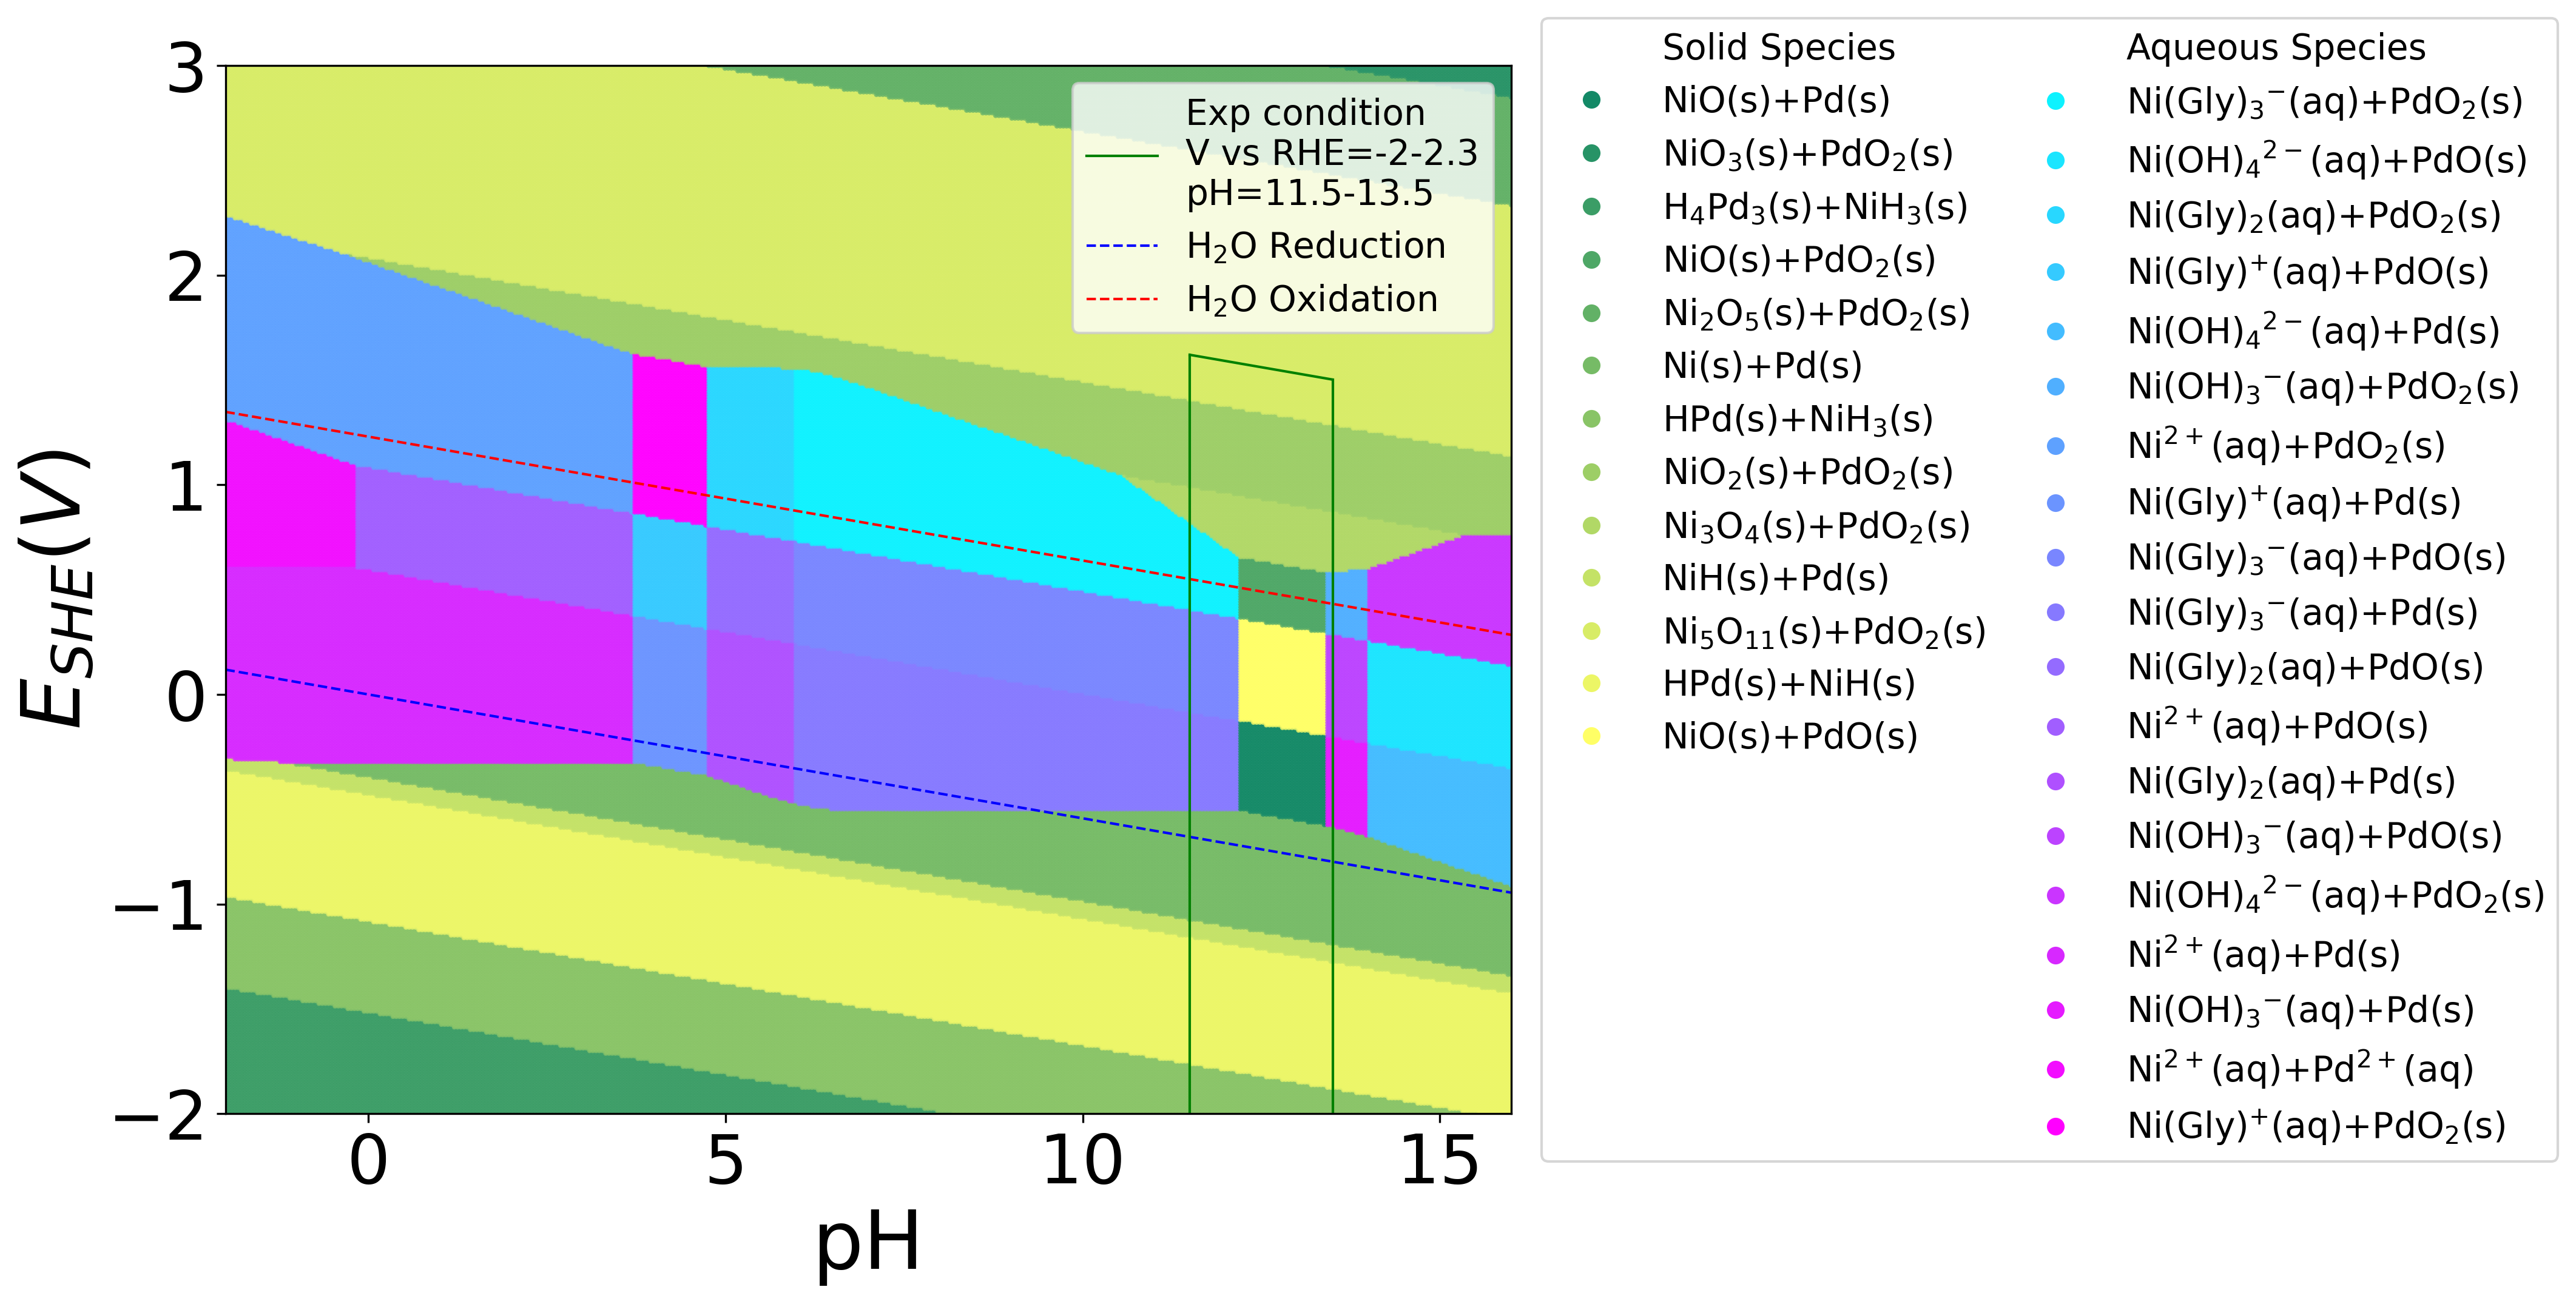 3
2
1
0
−1
−2
E_SHE(V)
0
5
10
15
pH
Exp condition
V vs RHE=-2-2.3
pH=11.5-13.5
H₂O Reduction
H₂O Oxidation
Solid Species
NiO(s)+Pd(s)
NiO₃(s)+PdO₂(s)
H₄Pd₃(s)+NiH₃(s)
NiO(s)+PdO₂(s)
Ni₂O₅(s)+PdO₂(s)
Ni(s)+Pd(s)
HPd(s)+NiH₃(s)
NiO₂(s)+PdO₂(s)
Ni₃O₄(s)+PdO₂(s)
NiH(s)+Pd(s)
Ni₅O₁₁(s)+PdO₂(s)
HPd(s)+NiH(s)
NiO(s)+PdO(s)
Aqueous Species
Ni(Gly)₃⁻(aq)+PdO₂(s)
Ni(OH)₄²⁻(aq)+PdO(s)
Ni(Gly)₂(aq)+PdO₂(s)
Ni(Gly)⁺(aq)+PdO(s)
Ni(OH)₄²⁻(aq)+Pd(s)
Ni(OH)₃⁻(aq)+PdO₂(s)
Ni²⁺(aq)+PdO₂(s)
Ni(Gly)⁺(aq)+Pd(s)
Ni(Gly)₃⁻(aq)+PdO(s)
Ni(Gly)₃⁻(aq)+Pd(s)
Ni(Gly)₂(aq)+PdO(s)
Ni²⁺(aq)+PdO(s)
Ni(Gly)₂(aq)+Pd(s)
Ni(OH)₃⁻(aq)+PdO(s)
Ni(OH)₄²⁻(aq)+PdO₂(s)
Ni²⁺(aq)+Pd(s)
Ni(OH)₃⁻(aq)+Pd(s)
Ni²⁺(aq)+Pd²⁺(aq)
Ni(Gly)⁺(aq)+PdO₂(s)